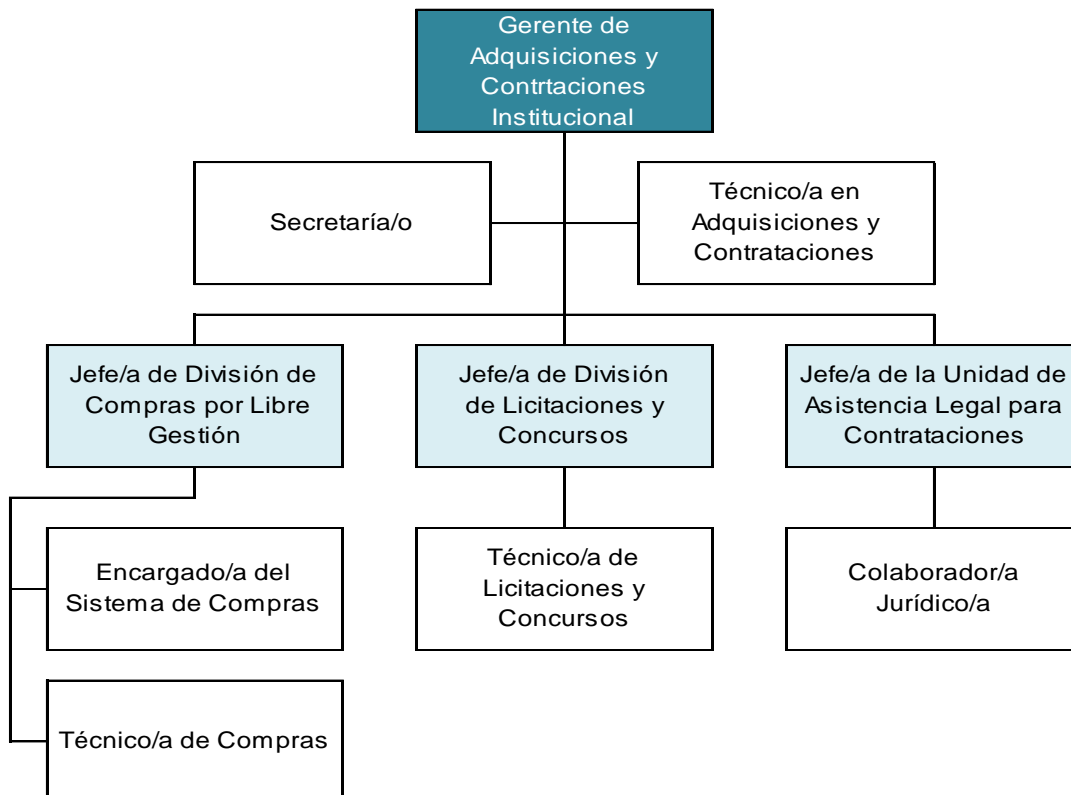 Gerente de
Adquisiciones y
Contrtaciones
Institucional
Secretaría/o
Técnico/a en
Adquisiciones y
Contrataciones
Jefe/a de División de
Compras por Libre
Gestión
Jefe/a de División
de Licitaciones y
Concursos
Jefe/a de la Unidad de
Asistencia Legal para
Contrataciones
Encargado/a del
Sistema de Compras
Técnico/a de
Licitaciones y
Concursos
Colaborador/a
Jurídico/a
Técnico/a de Compras